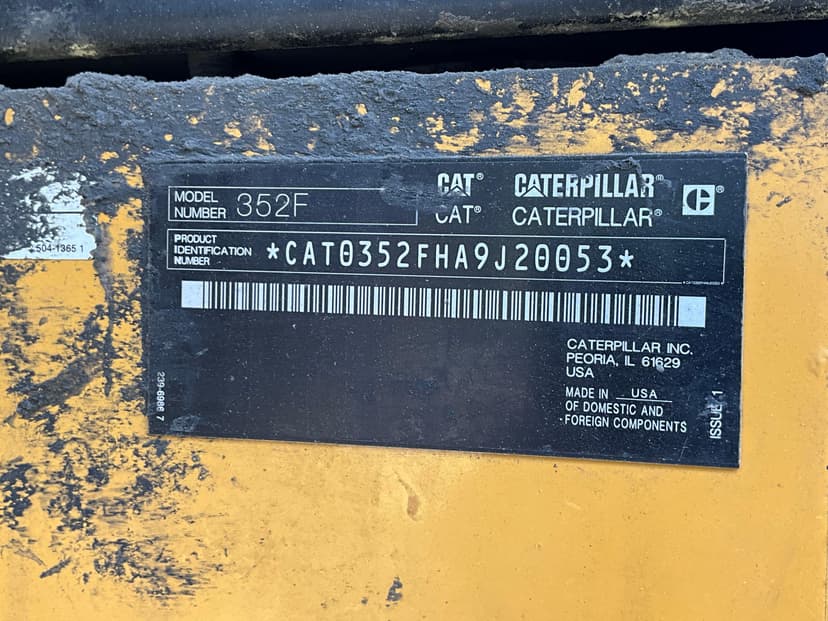 MODEL NUMBER 352F
CAT® CATERPILLAR® C®
CAT® CATERPILLAR®
PRODUCT IDENTIFICATION NUMBER *CAT0352FHA9J20053*
504-1365 1
CATERPILLAR INC.
PEORIA, IL 61629
USA
MADE IN USA
OF DOMESTIC AND
FOREIGN COMPONENTS
239-6986 7
ISSUE 1